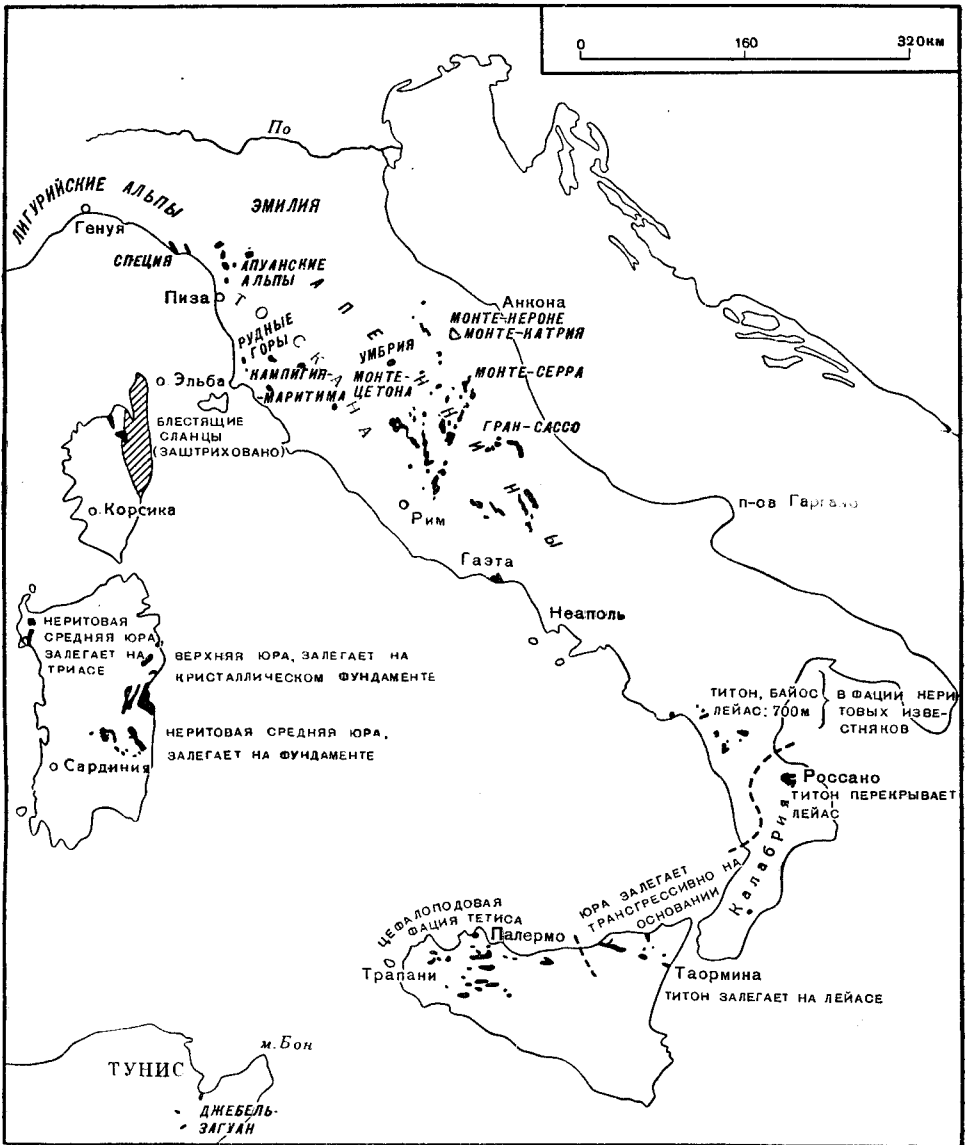 0 160 320км
По
ЛИГУРИЙСКИЕ АЛЬПЫ
ЭМИЛИЯ
Генуя
СПЕЦИЯ
АПУАНСКИЕ
АЛЬПЫ
Пиза
ТОСКАНА
АПЕННИНЫ
Анкона
МОНТЕ-НЕРОНЕ
МОНТЕ-КАТРИЯ
РУДНЫЕ
ГОРЫ
УМБРИЯ
КАМПИГИЯ-
-МАРИТИМА
МОНТЕ-
ЦЕТОНА
МОНТЕ-СЕРРА
Эльба
БЛЕСТЯЩИЕ
СЛАНЦЫ
(ЗАШТРИХОВАНО)
ГРАН-САССО
Корсика
Рим
п-ов Гаргано
Гаэта
Неаполь
НЕРИТОВАЯ
СРЕДНЯЯ ЮРА,
ЗАЛЕГАЕТ НА
ТРИАСЕ
ВЕРХНЯЯ ЮРА, ЗАЛЕГАЕТ НА
КРИСТАЛЛИЧЕСКОМ ФУНДАМЕНТЕ
НЕРИТОВАЯ СРЕДНЯЯ ЮРА,
ЗАЛЕГАЕТ НА ФУНДАМЕНТЕ
Сардиния
ТИТОН, БАЙОС
ЛЕЙАС: 700м
В ФАЦИИ НЕРИ
ТОВЫХ ИЗВЕ-
СТНЯКОВ
Россано
ТИТОН ПЕРЕКРЫВАЕТ
ЛЕЙАС
Калабрия
ЮРА ЗАЛЕГАЕТ
ТРАНСГРЕССИВНО НА
ОСНОВАНИИ
ЦЕФАЛОПОДОВАЯ
ФАЦИЯ ТЕТИСА
Палермо
Трапани
Таормина
ТИТОН ЗАЛЕГАЕТ НА ЛЕЙАСЕ
м. Бон
ТУНИС
ДЖЕБЕЛЬ-
ЗАГУАН